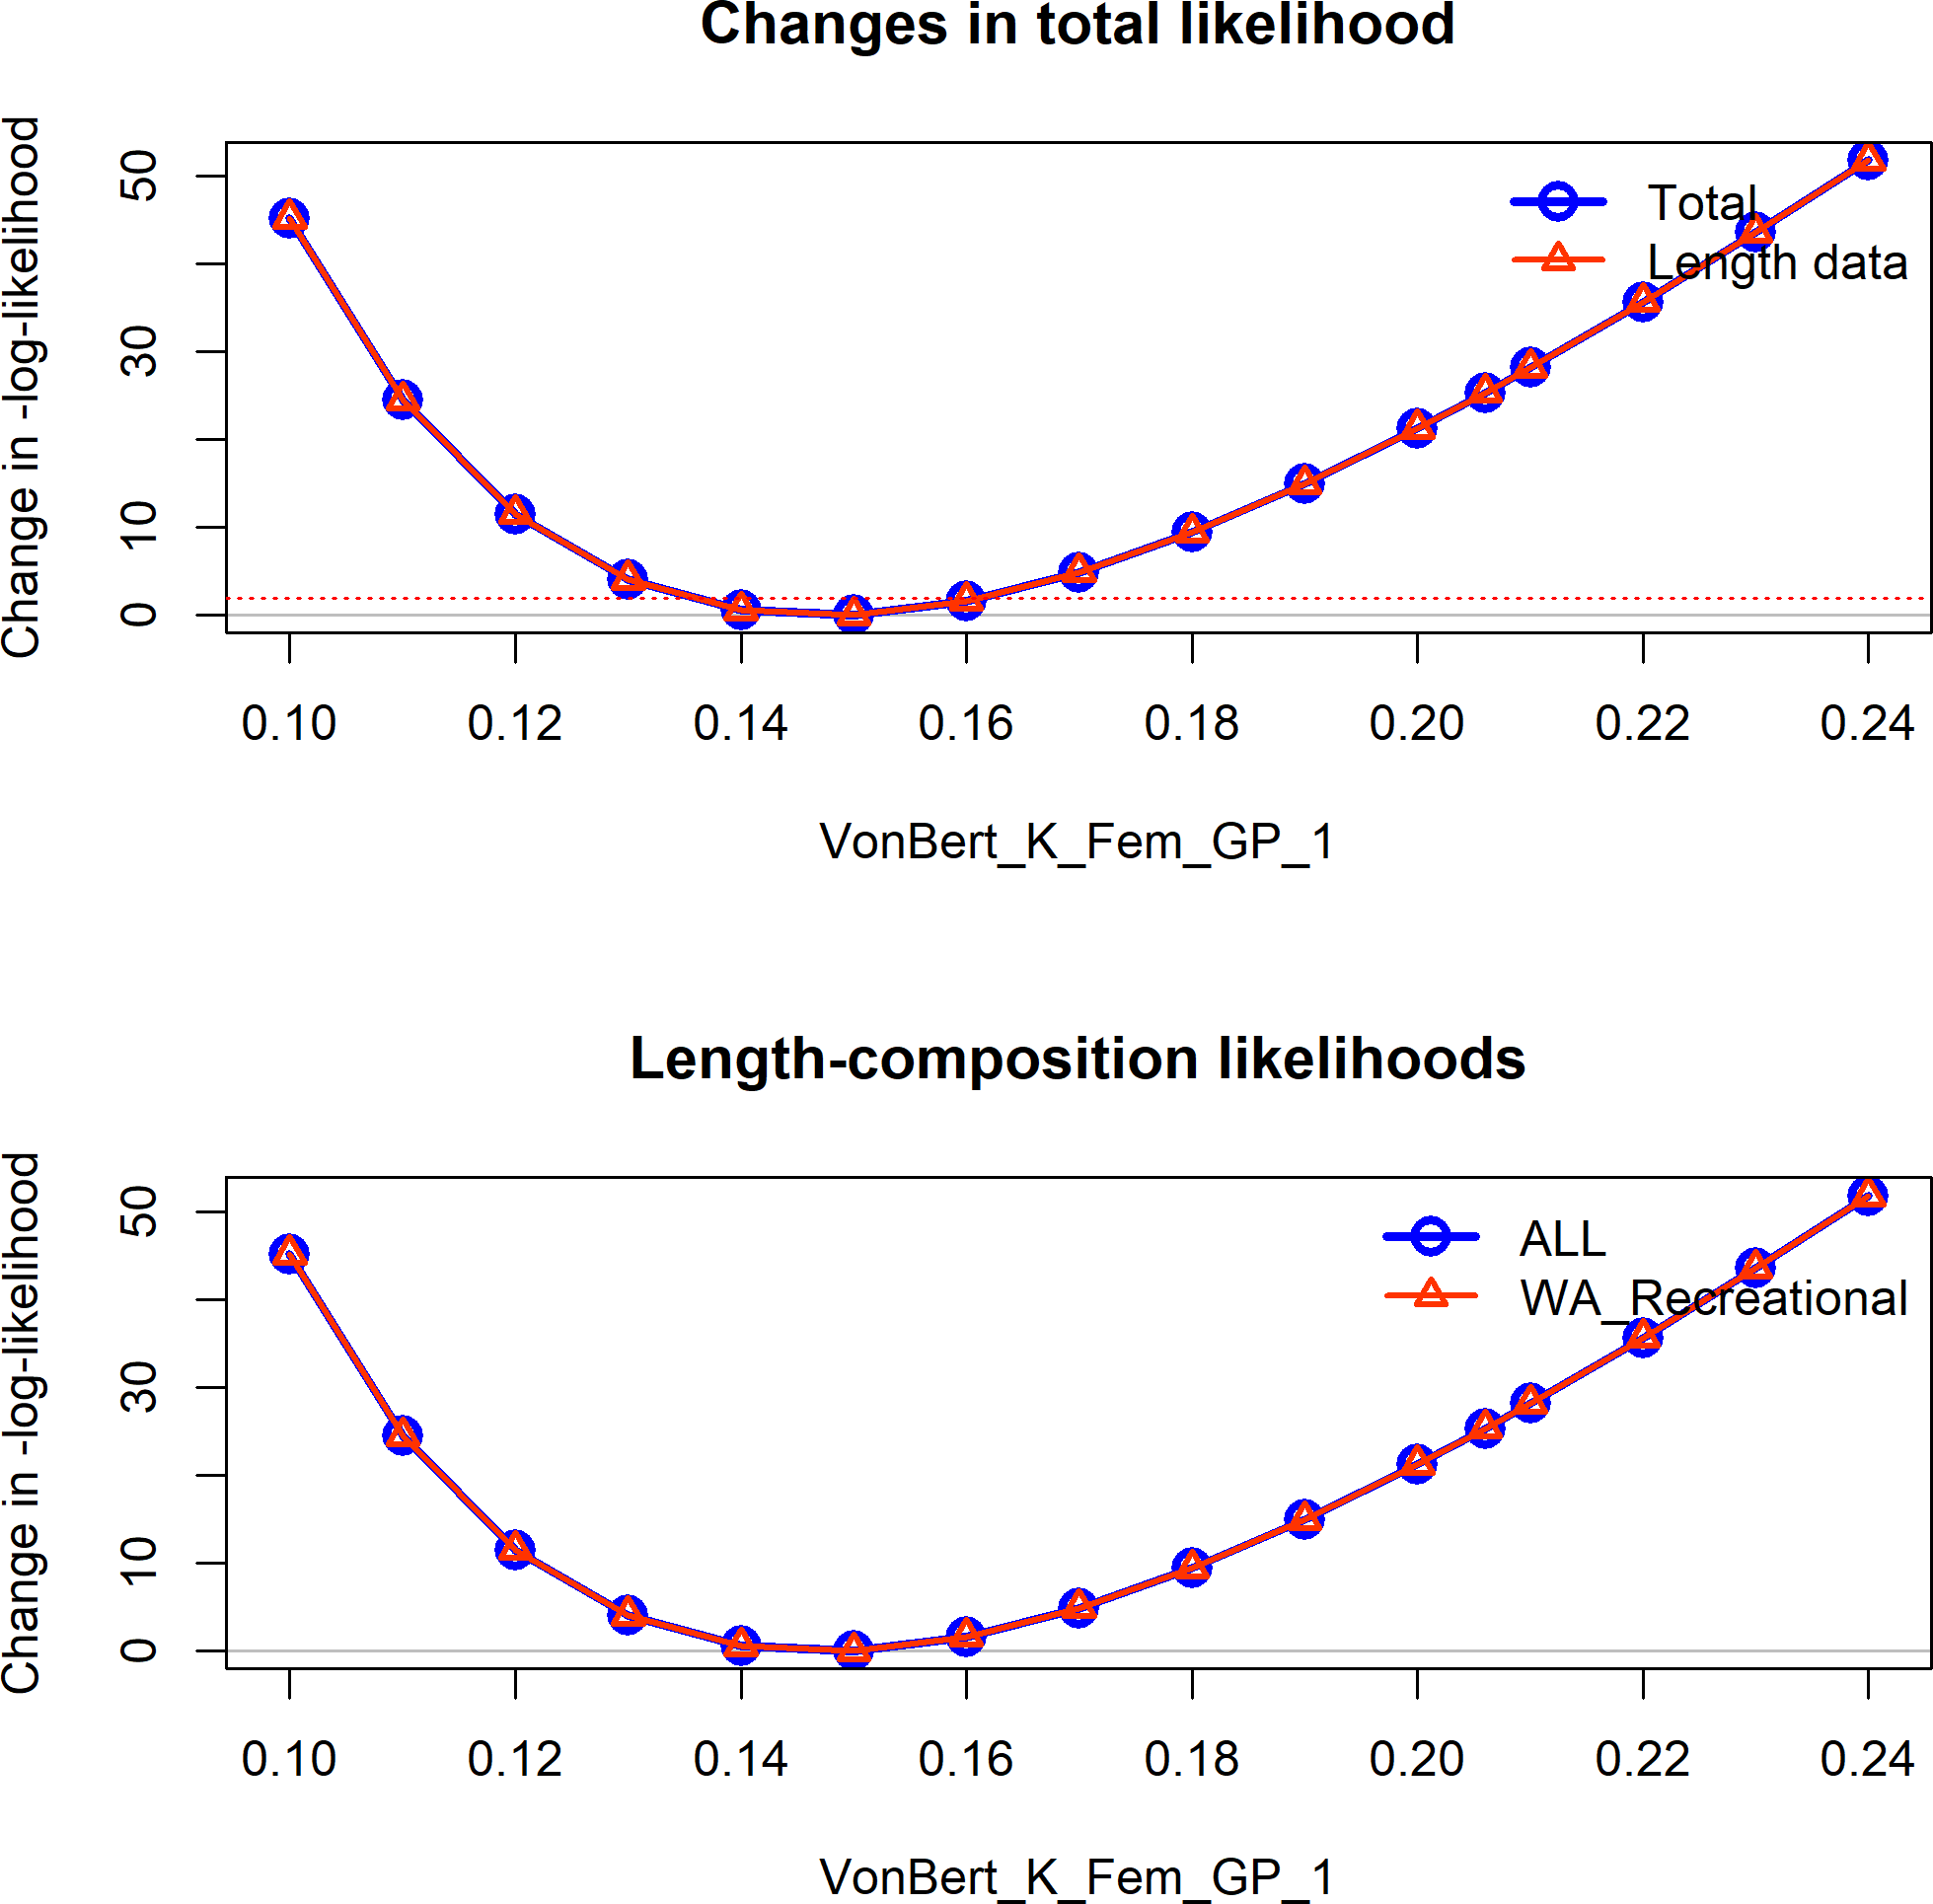 Changes in total likelihood
Change in -log-likelihood
50
30
10
0
Total
Length data
0.10 0.12 0.14 0.16 0.18 0.20 0.22 0.24
VonBert_K_Fem_GP_1
Length-composition likelihoods
Change in -log-likelihood
50
30
10
0
ALL
WA_Recreational
0.10 0.12 0.14 0.16 0.18 0.20 0.22 0.24
VonBert_K_Fem_GP_1